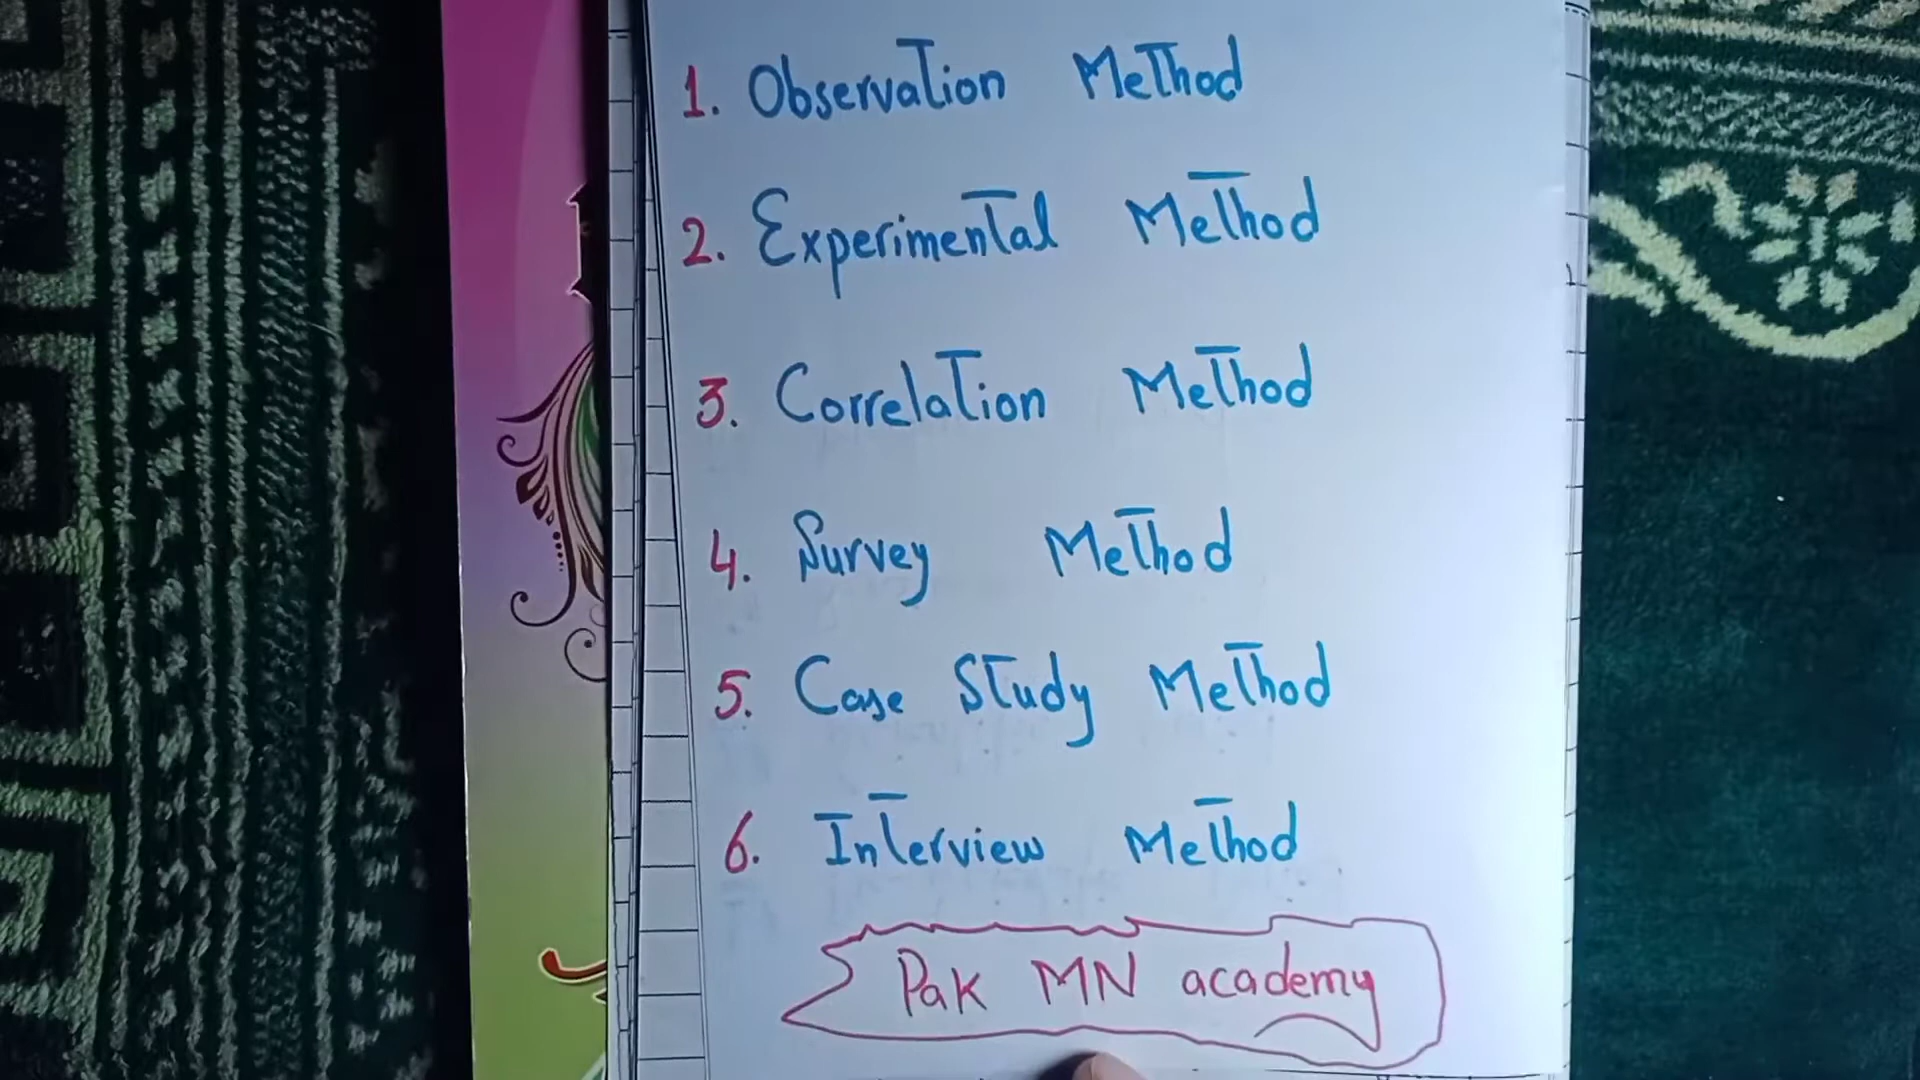 1. Observation Method
2. Experimental Method
3. Correlation Method
4. Survey Method
5. Case Study Method
6. Interview Method
Pak MN academy